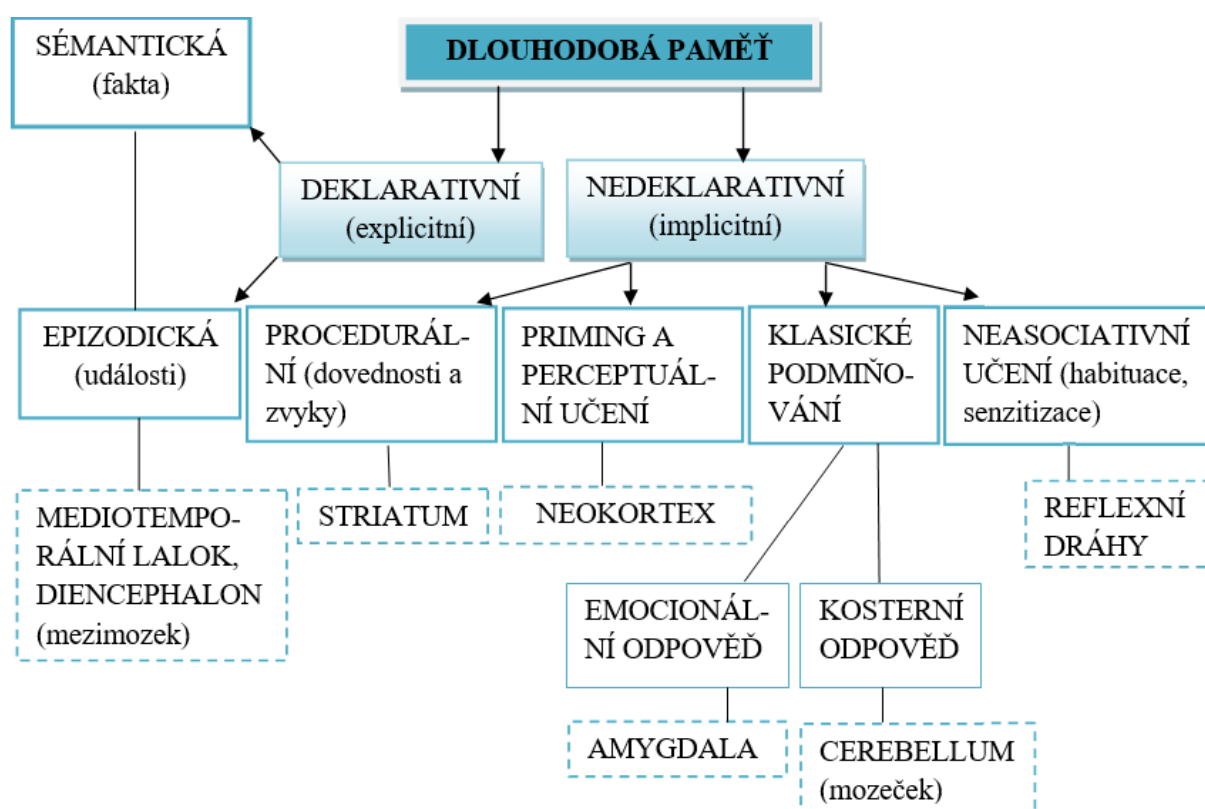 SÉMANTICKÁ
(fakta)
DLOUHODOBÁ PAMĚŤ
DEKLARATIVNÍ
(explicitní)
NEDEKLARATIVNÍ
(implicitní)
EPIZODICKÁ
(události)
PROCEDURÁL-
NÍ (dovednosti a
zvyky)
PRIMING A
PERCEPTUÁL-
NÍ UČENÍ
KLASICKÉ
PODMIŇO-
VÁNÍ
NEASOCIATIVNÍ
UČENÍ (habituace,
senzitizace)
MEDIOTEMPO-
RÁLNÍ LALOK,
DIENCEPHALON
(mezimozek)
STRIATUM
NEOKORTEX
REFLEXNÍ
DRÁHY
EMOCIONÁL-
NÍ ODPOVĚĎ
KOSTERNÍ
ODPOVĚĎ
AMYGDALA
CEREBELLUM
(mozeček)